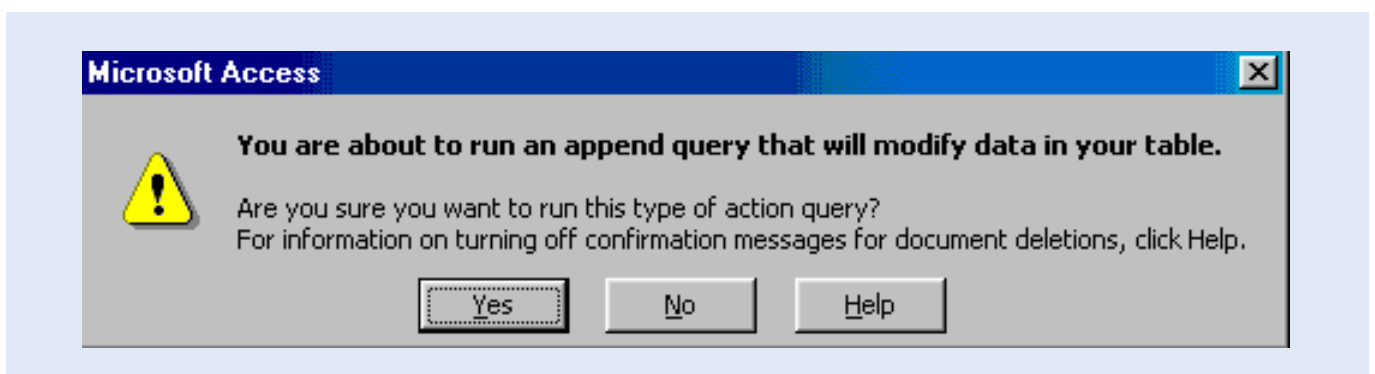 Microsoft Access
You are about to run an append query that will modify data in your table.
Are you sure you want to run this type of action query?
For information on turning off confirmation messages for document deletions, click Help.
Yes No Help